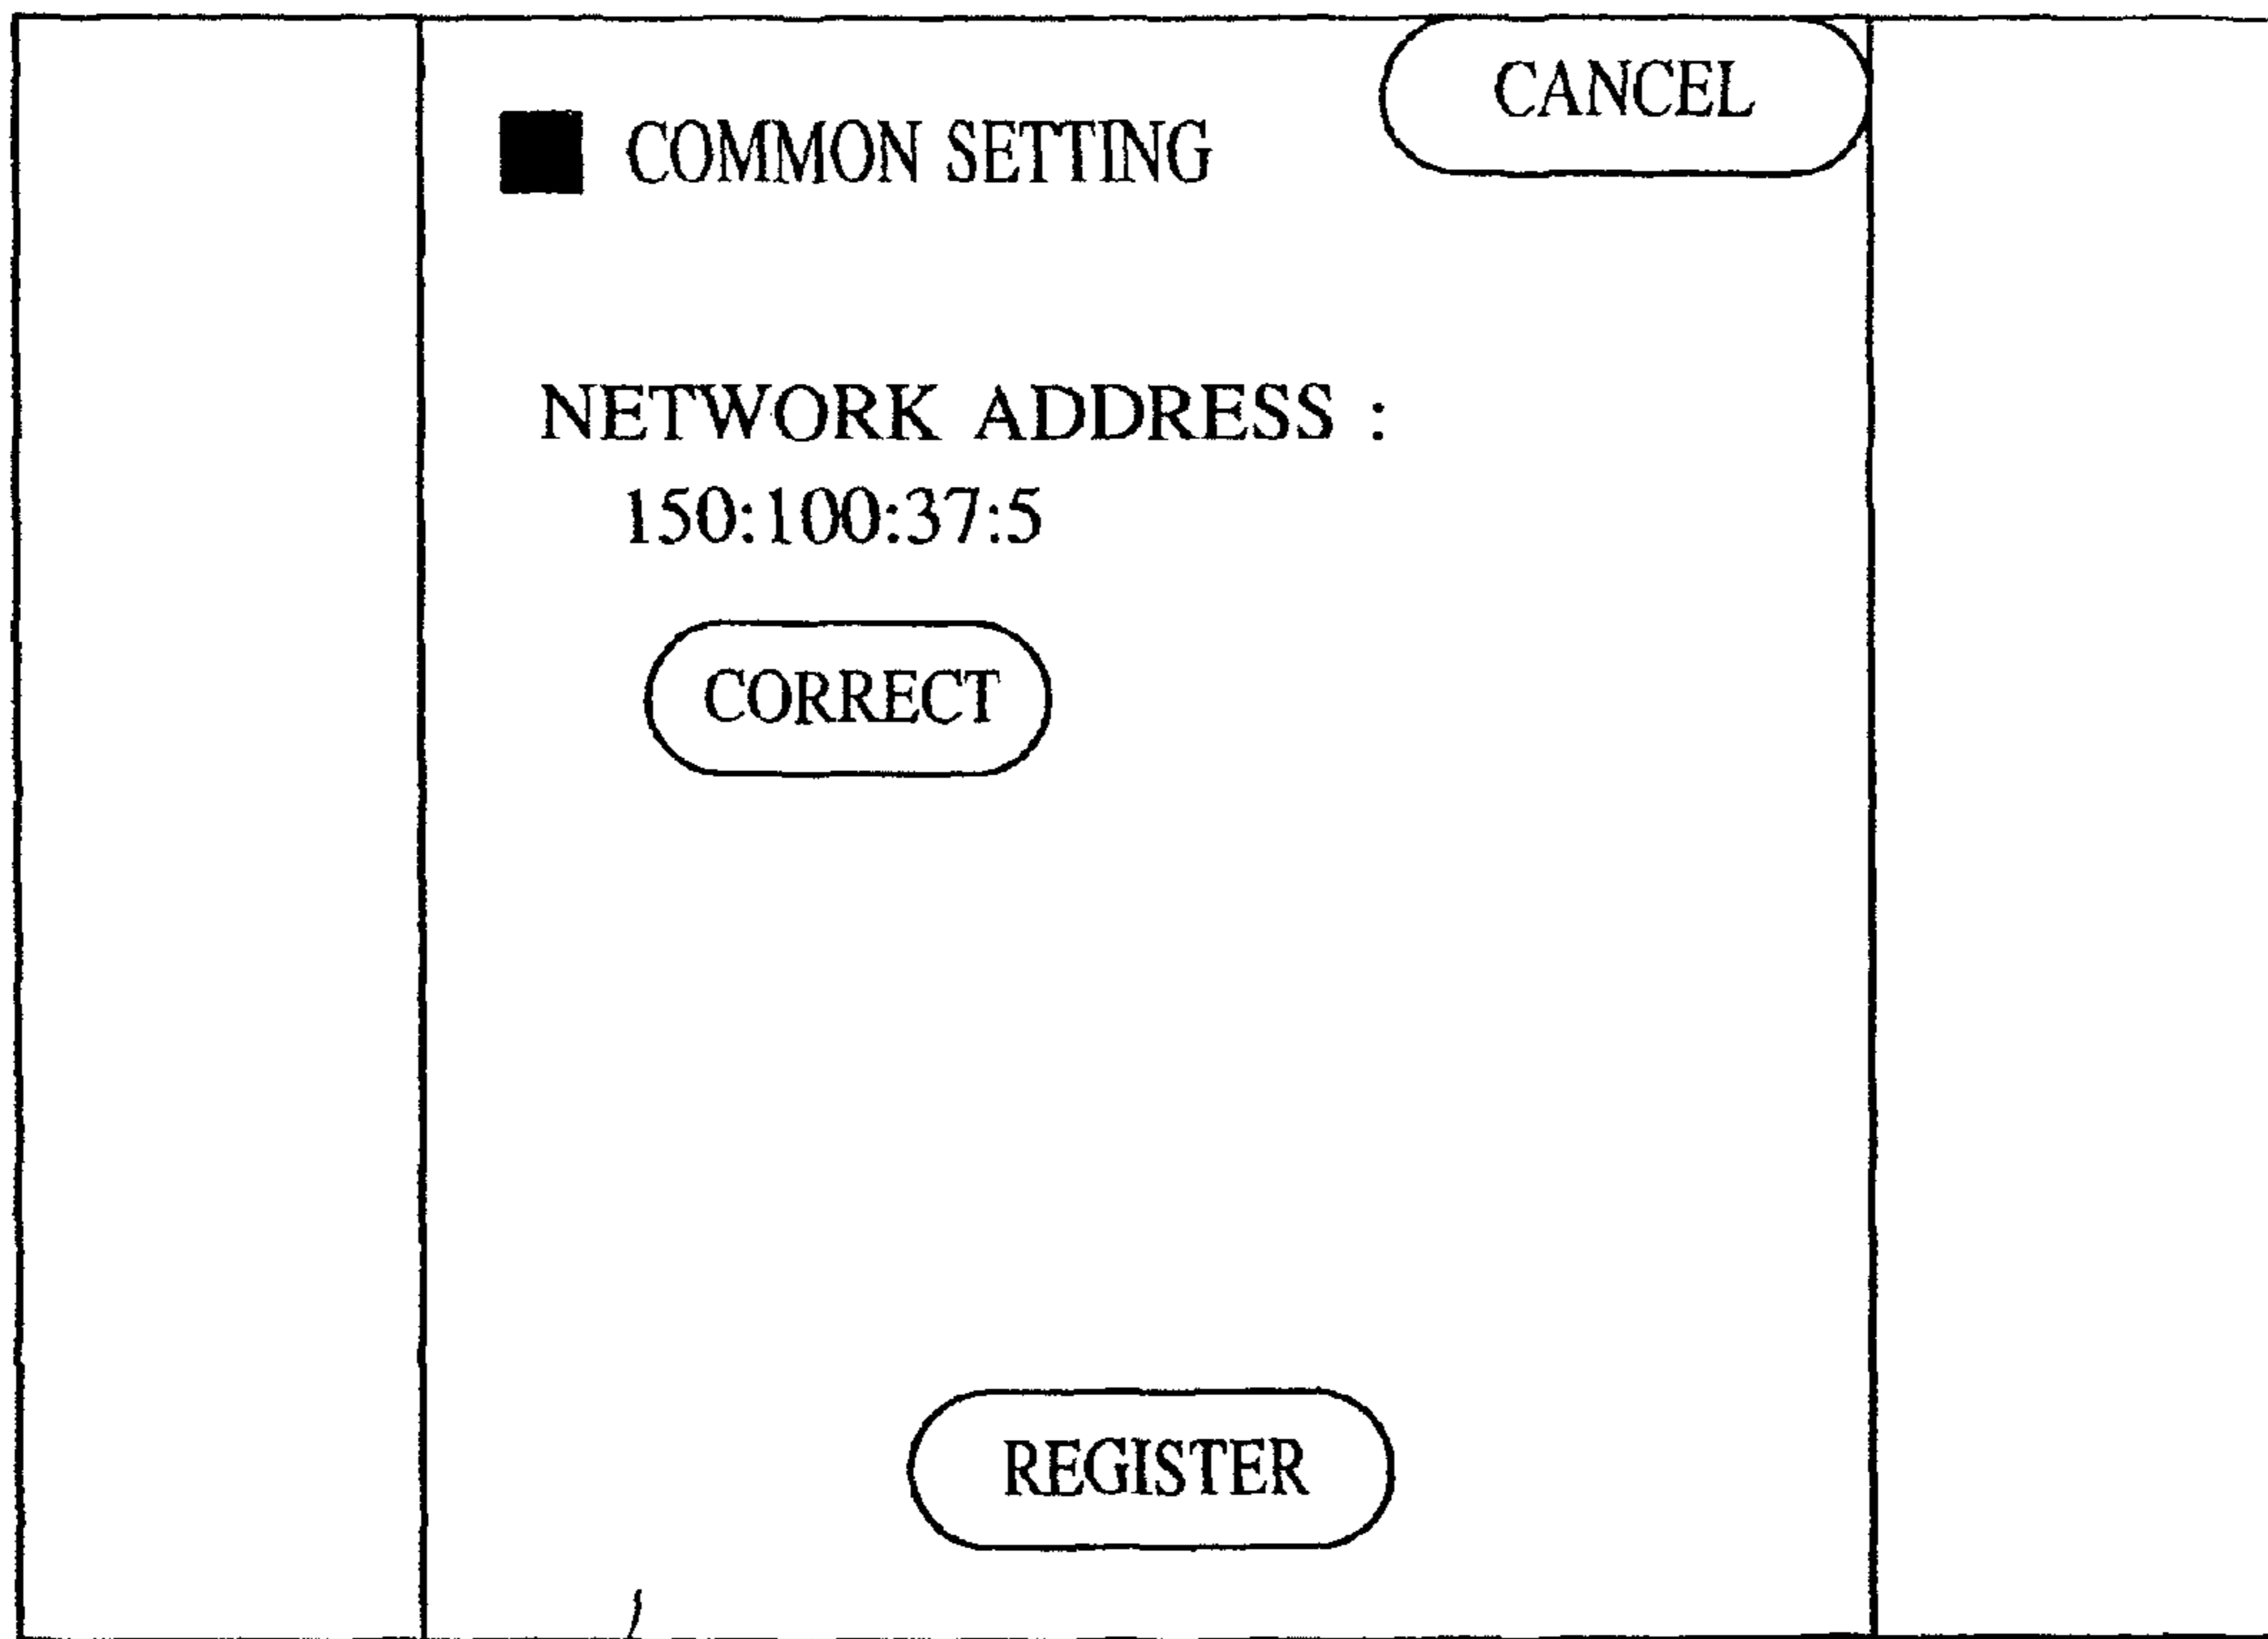 CANCEL
■ COMMON SETTING
NETWORK ADDRESS :
150:100:37:5
CORRECT
REGISTER